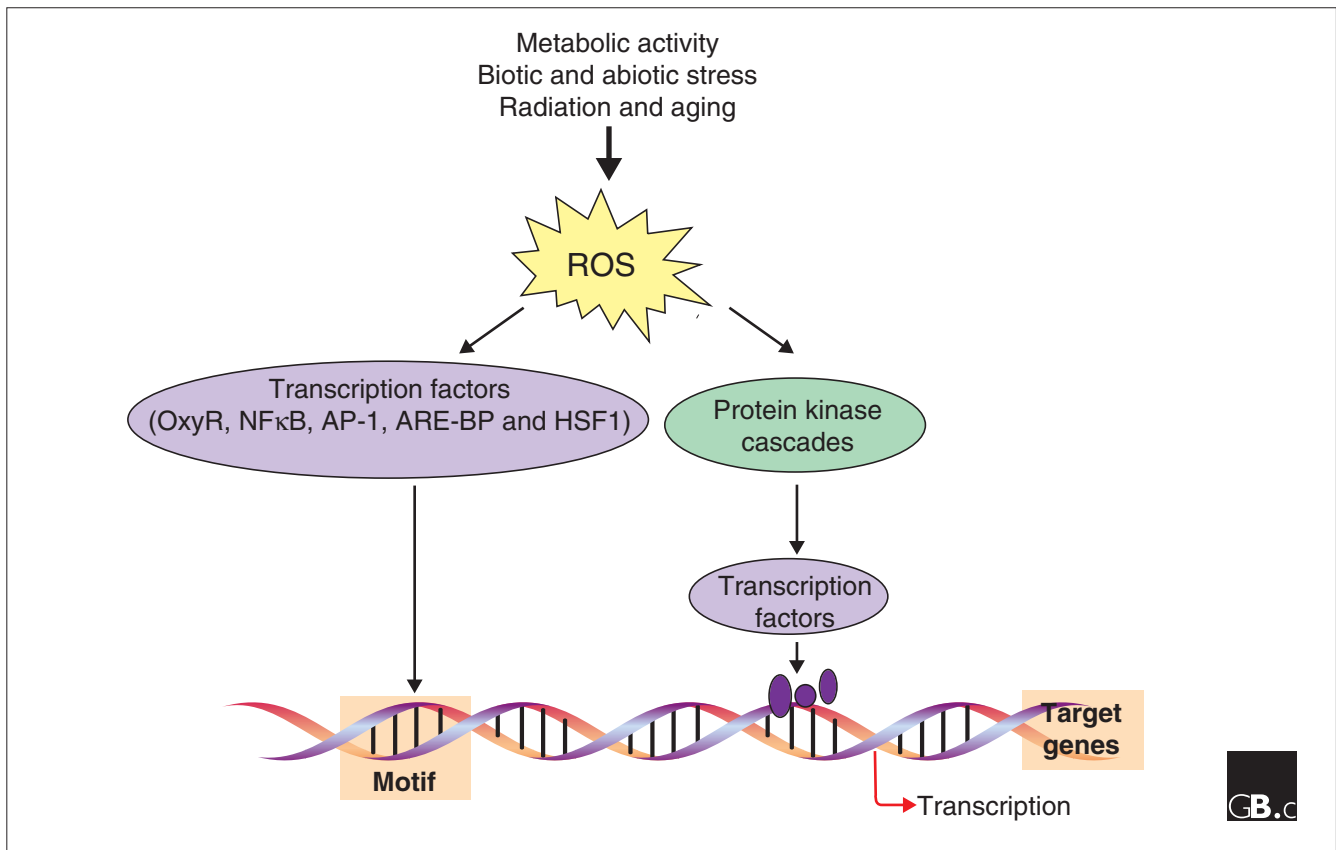 Metabolic activity
Biotic and abiotic stress
Radiation and aging
ROS
Transcription factors
(OxyR, NFκB, AP-1, ARE-BP and HSF1)
Protein kinase
cascades
Transcription
factors
Target
genes
Motif
Transcription
GB.c